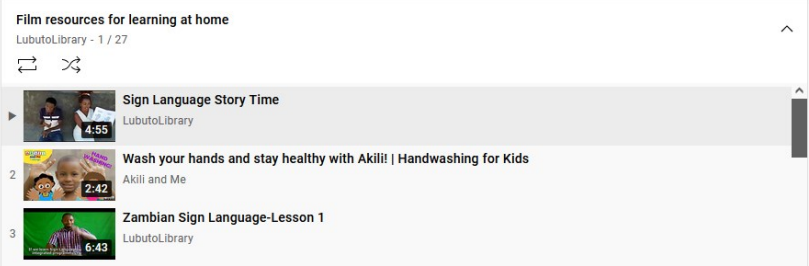 Film resources for learning at home
LubutoLibrary - 1 / 27
Sign Language Story Time
LubutoLibrary
4:55
2
Wash your hands and stay healthy with Akili! | Handwashing for Kids
Akili and Me
HAND
WASHING!
2:42
3
Zambian Sign Language-Lesson 1
LubutoLibrary
6:43